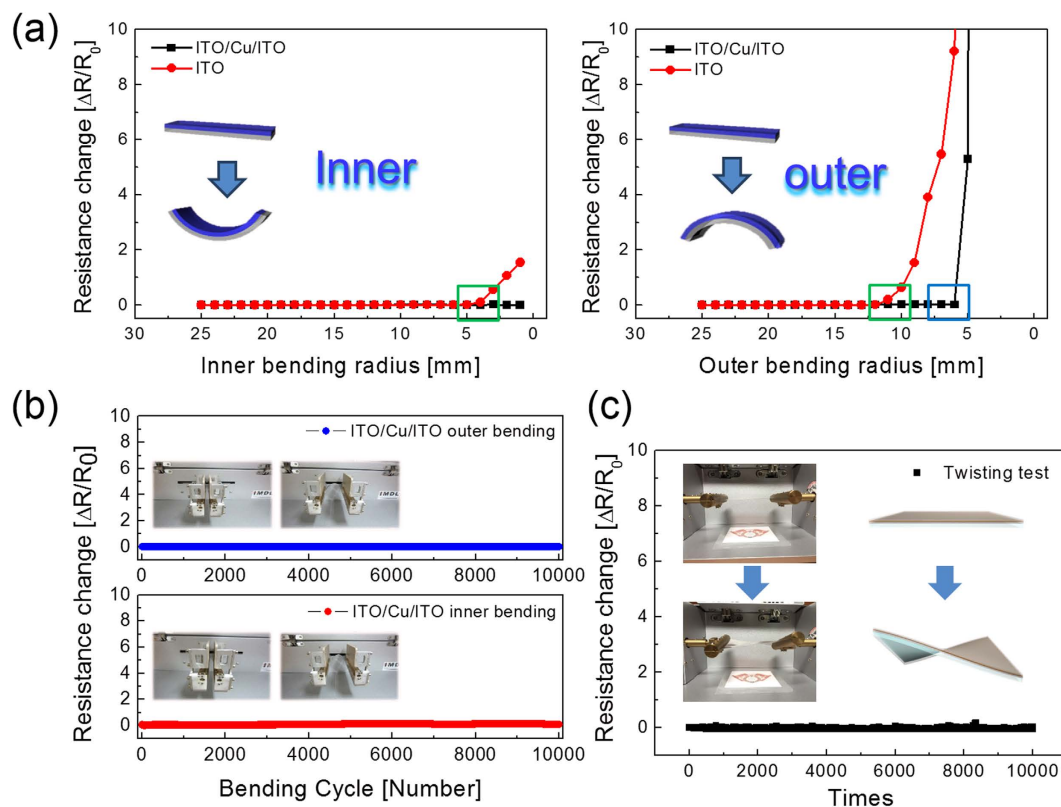 (a)
Resistance change [ΔR/R0]
10
8
6
4
2
0
ITO/Cu/ITO
ITO
Inner
30 25 20 15 10 5 0
Inner bending radius [mm]
Resistance change [ΔR/R0]
10
8
6
4
2
0
ITO/Cu/ITO
ITO
outer
30 25 20 15 10 5 0
Outer bending radius [mm]
(b)
Resistance change [ΔR/R0]
10
8
6
4
2
0
ITO/Cu/ITO outer bending
IMDL
0 2000 4000 6000 8000 10000
10
8
6
4
2
0
ITO/Cu/ITO inner bending
IMDL
0 2000 4000 6000 8000 10000
Bending Cycle [Number]
(c)
Resistance change [ΔR/R0]
10
8
6
4
2
0
-2
Twisting test
0 2000 4000 6000 8000 10000
Times